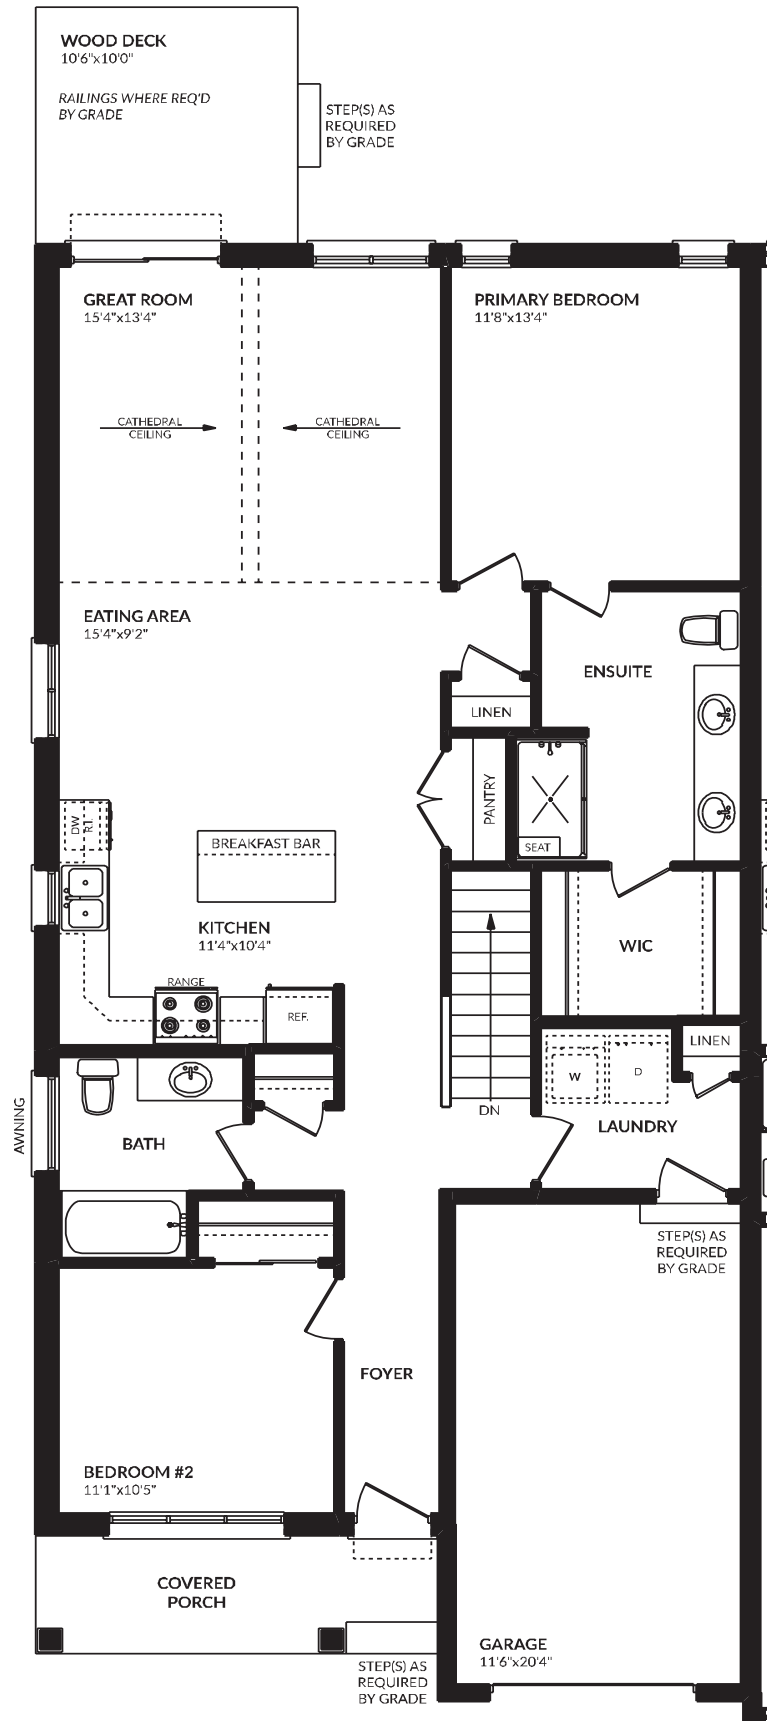 WOOD DECK
10'6"x10'0"
RAILINGS WHERE REQ'D
BY GRADE
STEP(S) AS
REQUIRED
BY GRADE
GREAT ROOM
15'4"x13'4"
PRIMARY BEDROOM
11'8"x13'4"
CATHEDRAL
CEILING
CATHEDRAL
CEILING
EATING AREA
15'4"x9'2"
ENSUITE
LINEN
PANTRY
DW
R.I.
BREAKFAST BAR
SEAT
KITCHEN
11'4"x10'4"
WIC
RANGE
REF.
LINEN
W
D
DN
AWNING
BATH
LAUNDRY
STEP(S) AS
REQUIRED
BY GRADE
FOYER
BEDROOM #2
11'1"x10'5"
COVERED
PORCH
GARAGE
11'6"x20'4"
STEP(S) AS
REQUIRED
BY GRADE